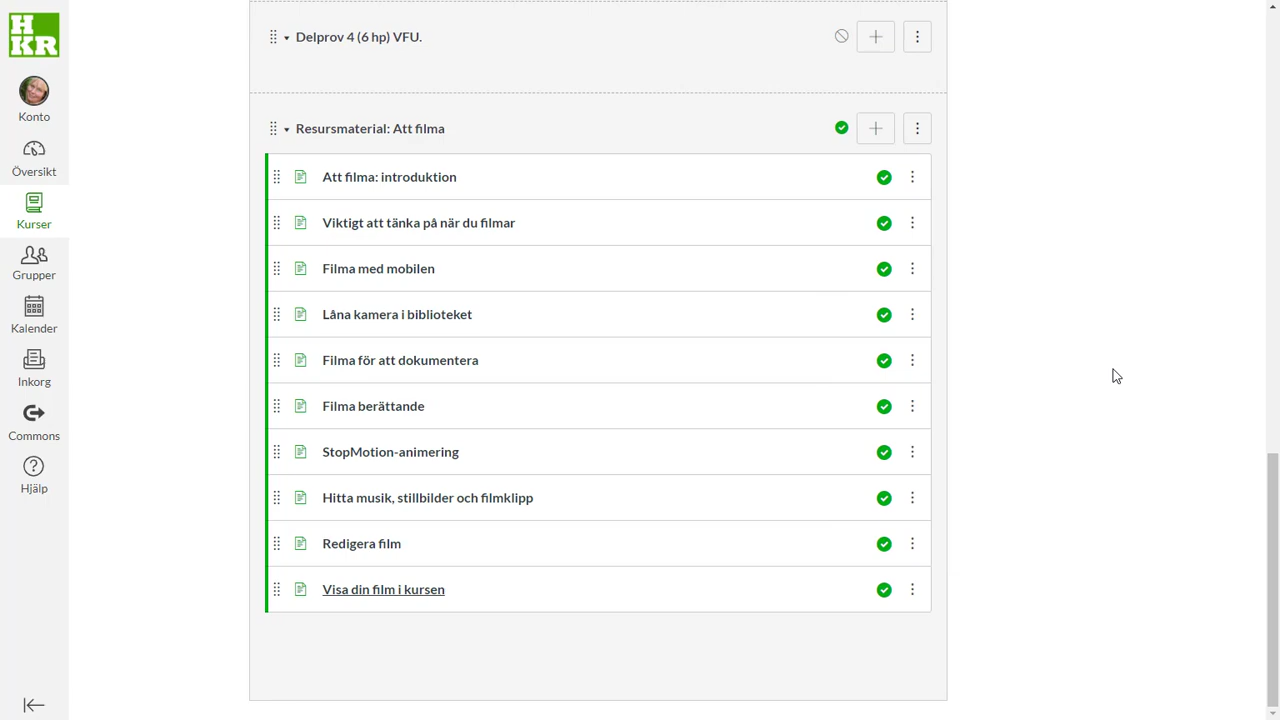 HKR
Konto
Översikt
Kurser
Grupper
Kalender
Inkorg
Commons
Hjälp
Delprov 4 (6 hp) VFU.
Resursmaterial: Att filma
Att filma: introduktion
Viktigt att tänka på när du filmar
Filma med mobilen
Låna kamera i biblioteket
Filma för att dokumentera
Filma berättande
StopMotion-animering
Hitta musik, stillbilder och filmklipp
Redigera film
Visa din film i kursen